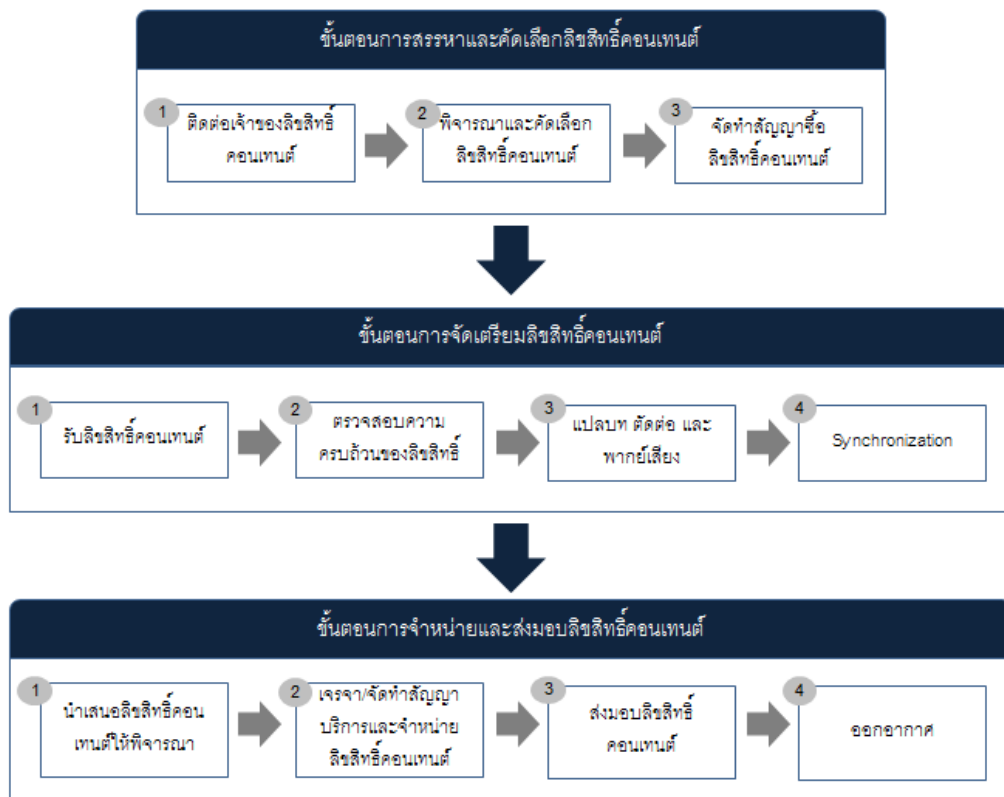 ขั้นตอนการสรรหาและคัดเลือกลิขสิทธิ์คอนเทนต์
1
ติดต่อเจ้าของลิขสิทธิ์
คอนเทนต์
2
พิจารณาและคัดเลือก
ลิขสิทธิ์คอนเทนต์
3
จัดทำสัญญาซื้อ
ลิขสิทธิ์คอนเทนต์
ขั้นตอนการจัดเตรียมลิขสิทธิ์คอนเทนต์
1
รับลิขสิทธิ์คอนเทนต์
2
ตรวจสอบความ
ครบถ้วนของลิขสิทธิ์
3
แปลบท ตัดต่อ และ
พากย์เสียง
4
Synchronization
ขั้นตอนการจำหน่ายและส่งมอบลิขสิทธิ์คอนเทนต์
1
นำเสนอลิขสิทธิ์คอน
เทนต์ให้พิจารณา
2
เจรจา/จัดทำสัญญา
บริการและจำหน่าย
ลิขสิทธิ์คอนเทนต์
3
ส่งมอบลิขสิทธิ์
คอนเทนต์
4
ออกอากาศ